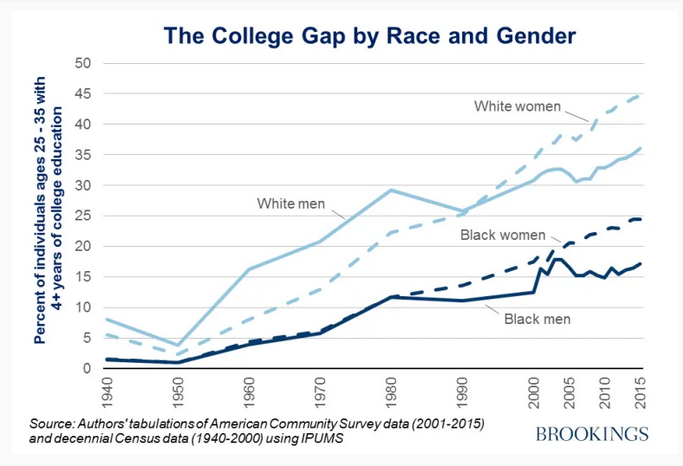 The College Gap by Race and Gender
Percent of individuals ages 25 - 35 with
4+ years of college education
50
45
40
35
30
25
20
15
10
5
0
White women
White men
Black women
Black men
1940
1950
1960
1970
1980
1990
2000
2005
2010
2015
Source: Authors' tabulations of American Community Survey data (2001-2015)
and decennial Census data (1940-2000) using IPUMS
BROOKINGS